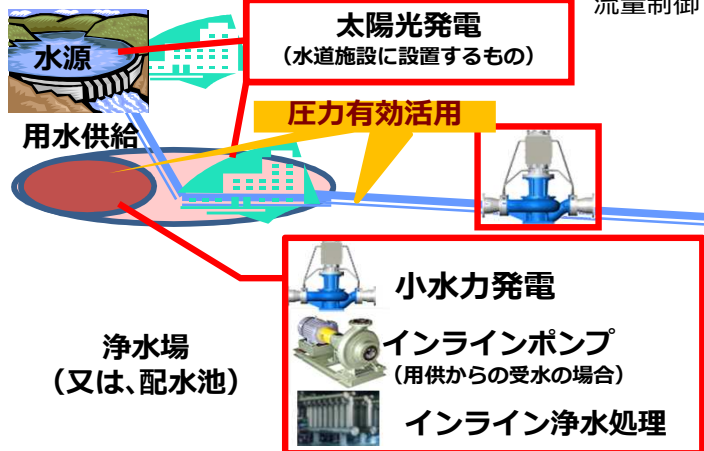 流量制御
太陽光発電
（水道施設に設置するもの）
水源
圧力有効活用
用水供給
小水力発電
インラインポンプ
（用供からの受水の場合）
インライン浄水処理
浄水場
（又は、配水池）